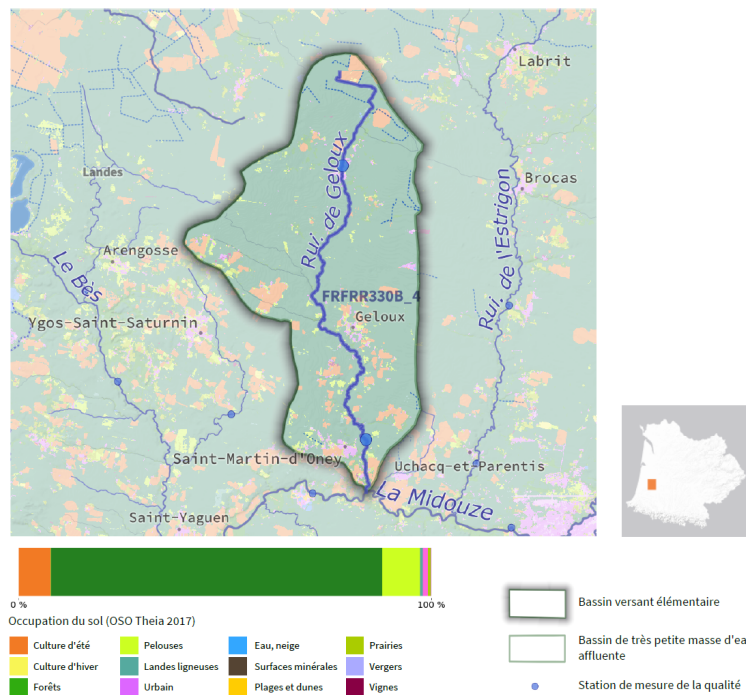 Labrit
Landes
Brocas
Rui. de Geloux
Rui. de l'Estrigon
Arengosse
Le Bès
FRFRR330B_4
Ygos-Saint-Saturnin
Geloux
Saint-Martin-d'Oney
Uchacq-et-Parentis
La Midouze
Saint-Yaguen
0 %
100 %
Occupation du sol (OSO Theia 2017)
Culture d'été
Pelouses
Eau, neige
Prairies
Culture d'hiver
Landes ligneuses
Surfaces minérales
Vergers
Forêts
Urbain
Plages et dunes
Vignes
Bassin versant élémentaire
Bassin de très petite masse d'ea
affluente
Station de mesure de la qualité